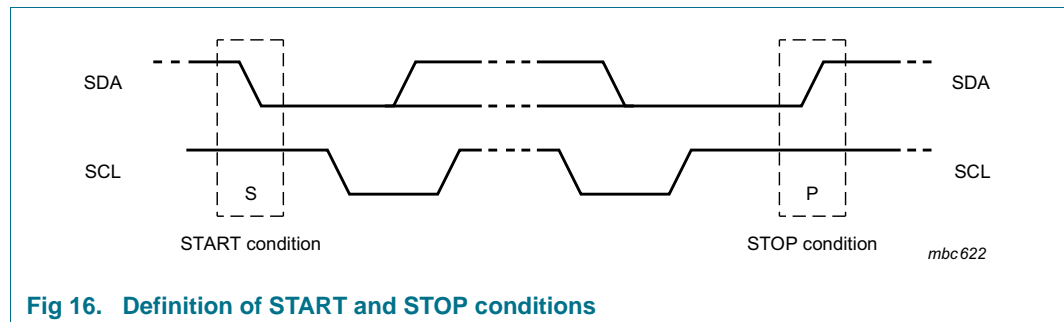 SDA
SDA
SCL
SCL
S
P
START condition
STOP condition
mbc622
Fig 16. Definition of START and STOP conditions